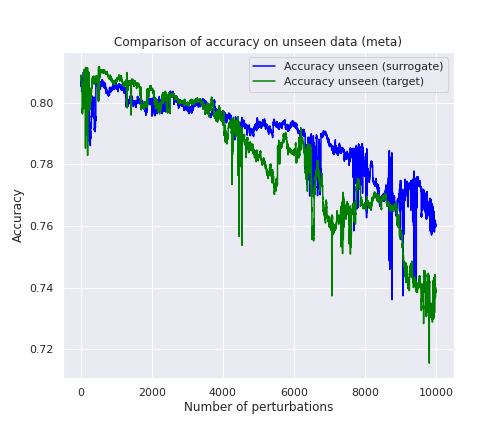 Comparison of accuracy on unseen data (meta)
Accuracy unseen (surrogate)
Accuracy unseen (target)
0.80
0.78
0.76
0.74
0.72
Accuracy
0 2000 4000 6000 8000 10000
Number of perturbations